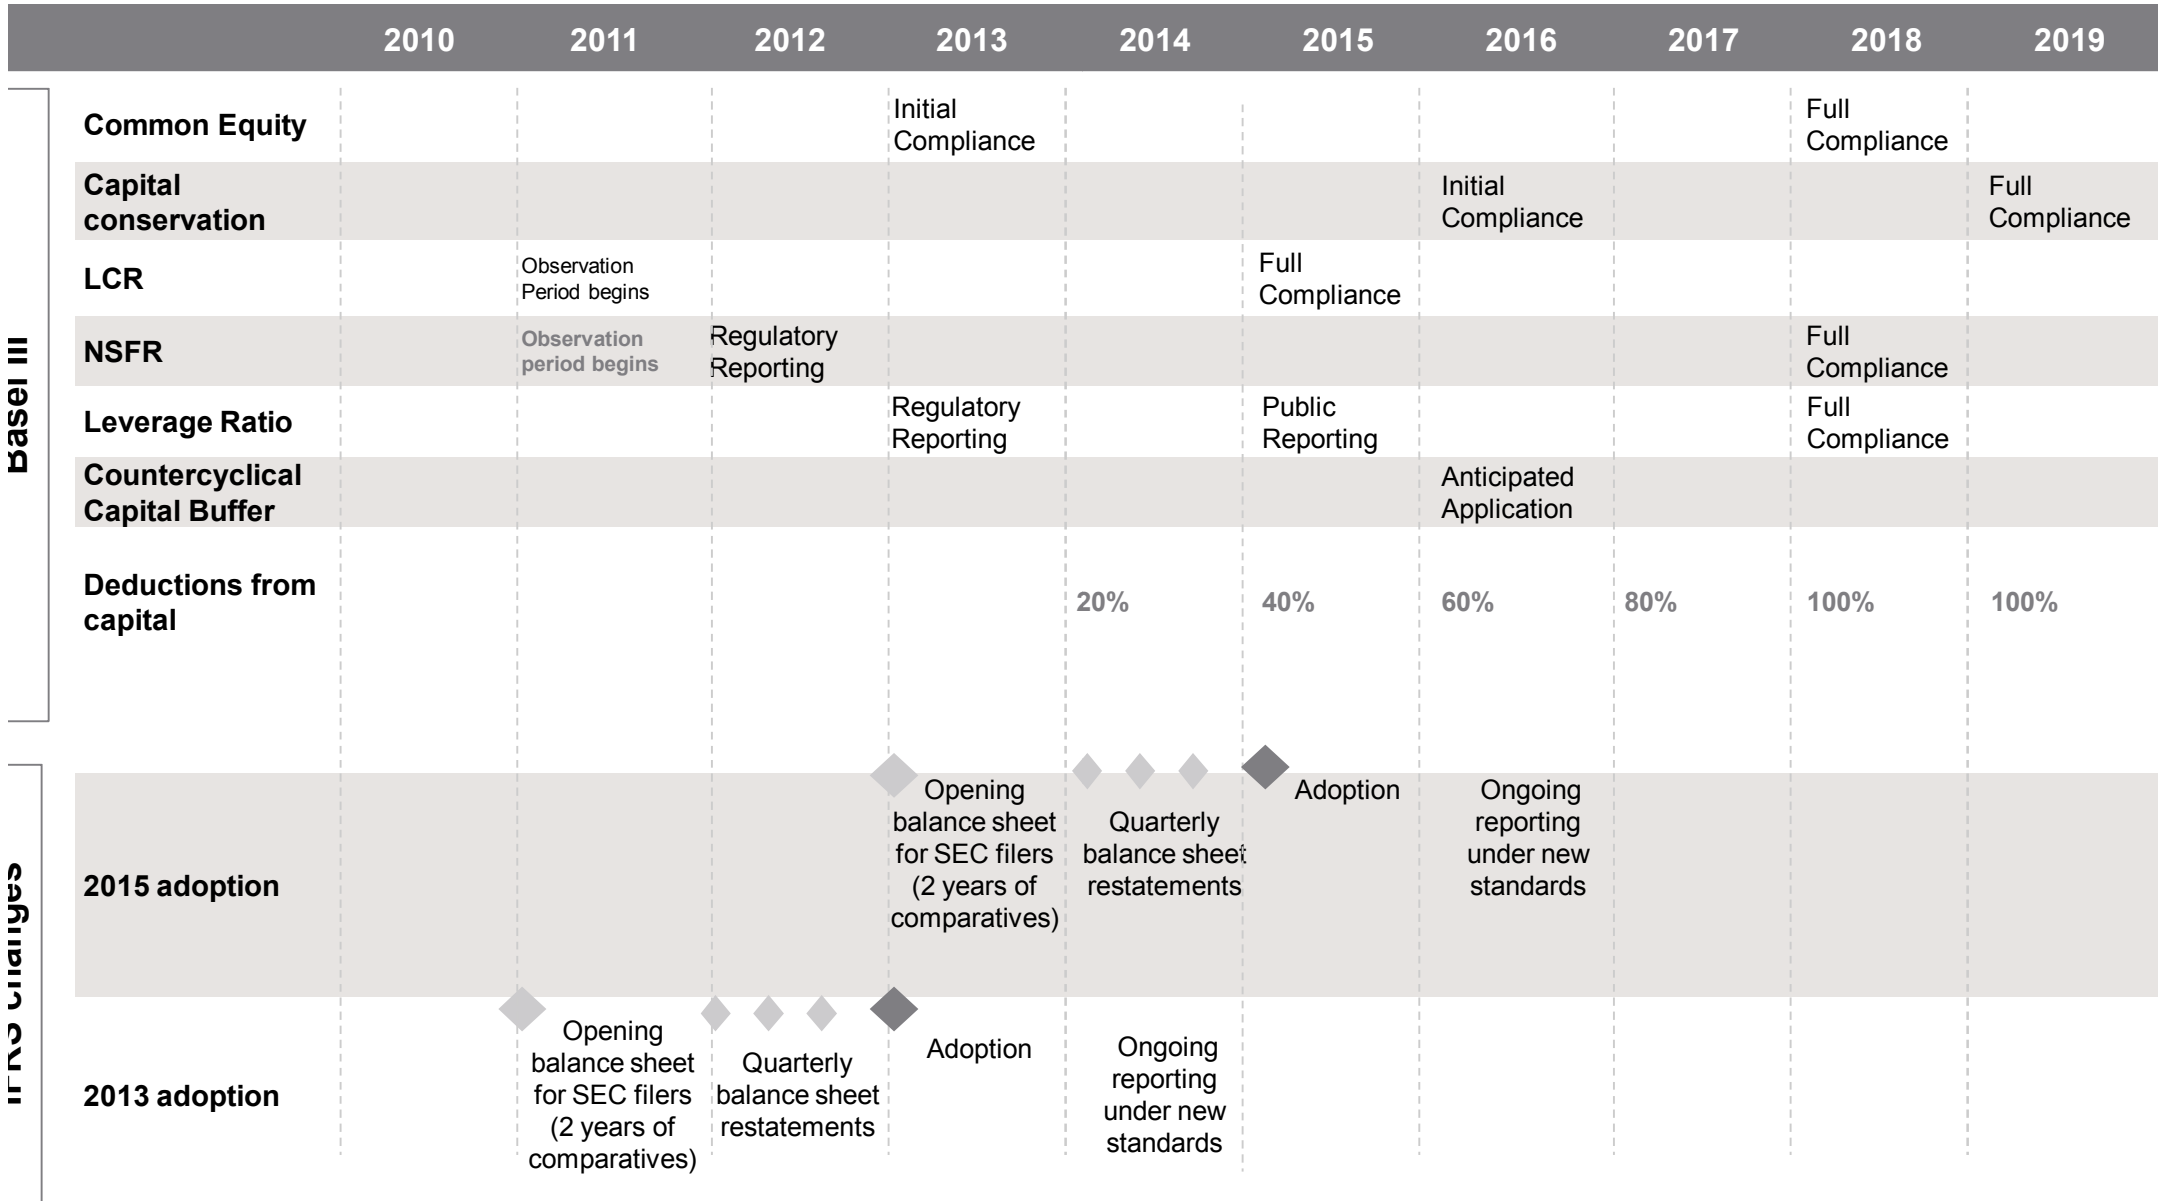 2010 2011 2012 2013 2014 2015 2016 2017 2018 2019
Basel III
Common Equity
Initial
Compliance
Full
Compliance
Capital
conservation
Initial
Compliance
Full
Compliance
LCR
Observation
Period begins
Full
Compliance
NSFR
Observation
period begins
Regulatory
Reporting
Full
Compliance
Leverage Ratio
Regulatory
Reporting
Public
Reporting
Full
Compliance
Countercyclical
Capital Buffer
Anticipated
Application
Deductions from
capital
20% 40% 60% 80% 100% 100%
IFRS changes
2015 adoption
Opening
balance sheet
for SEC filers
(2 years of
comparatives)
Quarterly
balance sheet
restatements
Adoption
Ongoing
reporting
under new
standards
2013 adoption
Opening
balance sheet
for SEC filers
(2 years of
comparatives)
Quarterly
balance sheet
restatements
Adoption
Ongoing
reporting
under new
standards